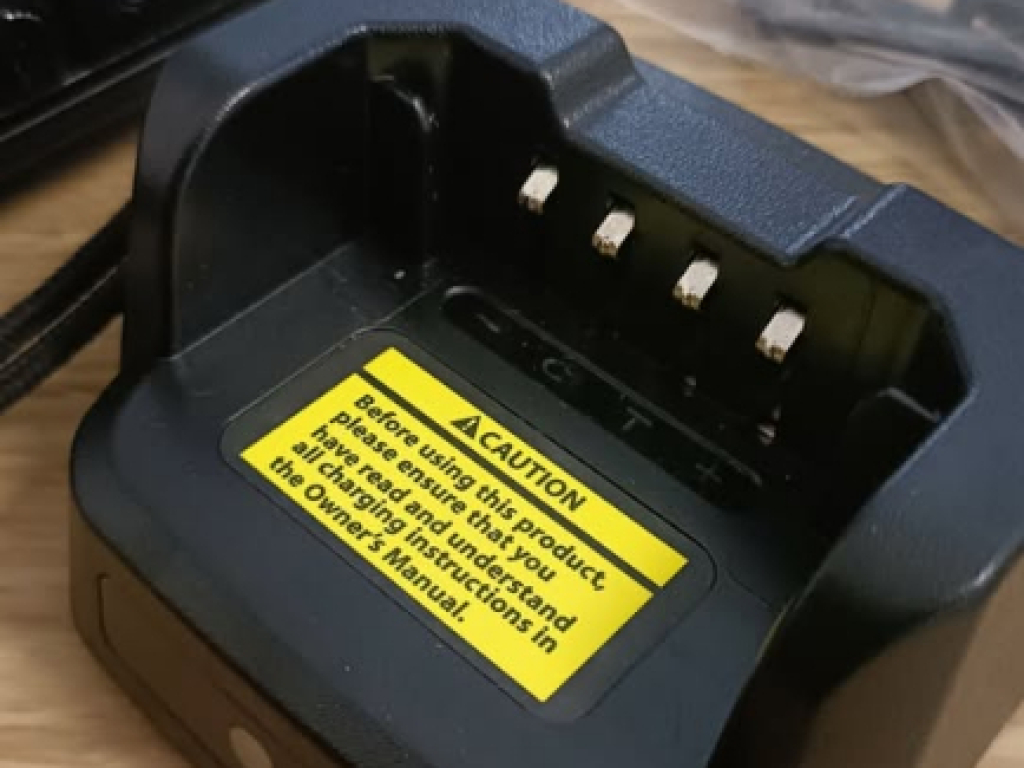 - C T +
⚠CAUTION
Before using this product,
please ensure that you
have read and understand
all charging instructions in
the Owner's Manual.